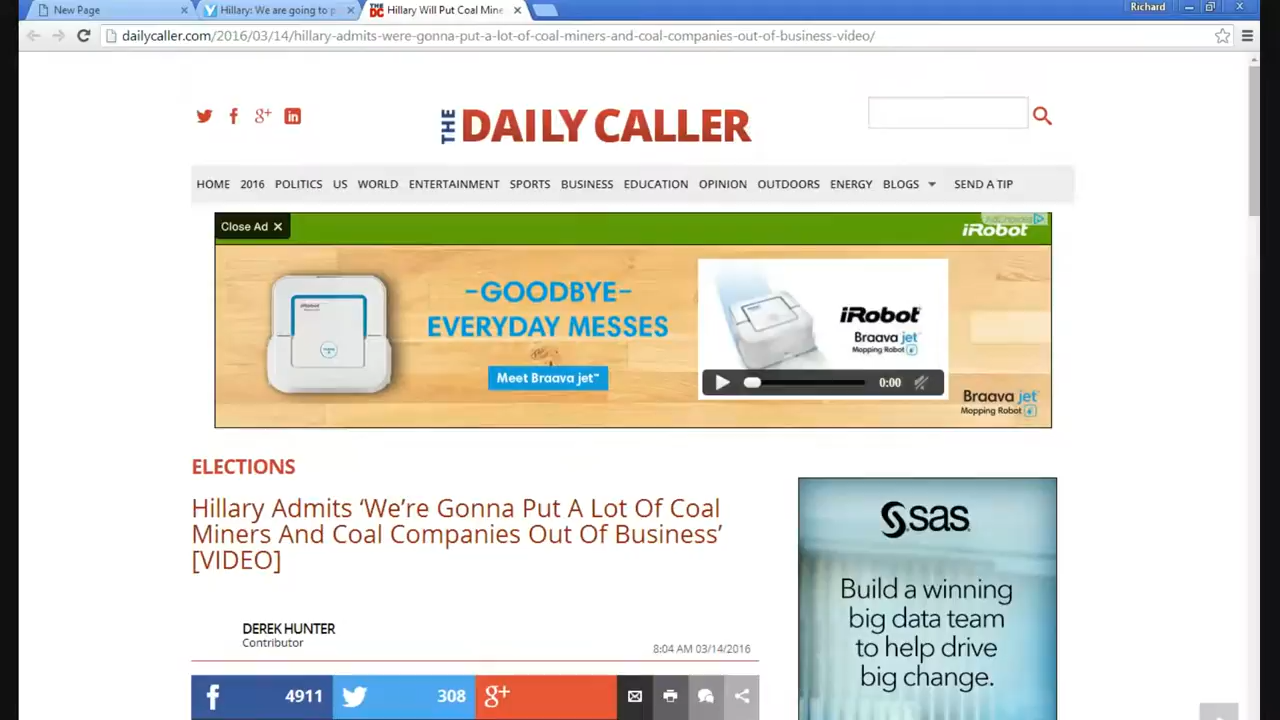 New Page
Hillary: We are going to p
THE DC Hillary Will Put Coal Mine
Richard
dailycaller.com/2016/03/14/hillary-admits-were-gonna-put-a-lot-of-coal-miners-and-coal-companies-out-of-business-video/
THE DAILY CALLER
HOME 2016 POLITICS US WORLD ENTERTAINMENT SPORTS BUSINESS EDUCATION OPINION OUTDOORS ENERGY BLOGS SEND A TIP
Close Ad X
AdChoices
iRobot
-GOODBYE-
EVERYDAY MESSES
Meet Braava jet™
iRobot
Braava jet™
Mopping Robot
0:00
Braava jet™
Mopping Robot
ELECTIONS
Hillary Admits ‘We’re Gonna Put A Lot Of Coal
Miners And Coal Companies Out Of Business’
[VIDEO]
DEREK HUNTER
Contributor
8:04 AM 03/14/2016
f 4911
308
g+
sas
Build a winning
big data team
to help drive
big change.